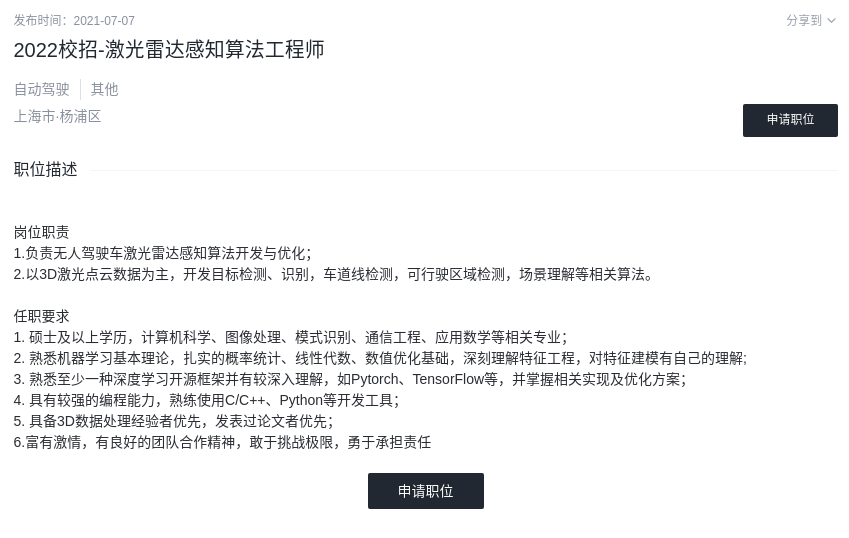 发布时间：2021-07-07
分享到
2022校招-激光雷达感知算法工程师
自动驾驶 其他
上海市·杨浦区
申请职位
职位描述
岗位职责
1.负责无人驾驶车激光雷达感知算法开发与优化；
2.以3D激光点云数据为主，开发目标检测、识别，车道线检测，可行驶区域检测，场景理解等相关算法。
任职要求
1. 硕士及以上学历，计算机科学、图像处理、模式识别、通信工程、应用数学等相关专业；
2. 熟悉机器学习基本理论，扎实的概率统计、线性代数、数值优化基础，深刻理解特征工程，对特征建模有自己的理解;
3. 熟悉至少一种深度学习开源框架并有较深入理解，如Pytorch、TensorFlow等，并掌握相关实现及优化方案；
4. 具有较强的编程能力，熟练使用C/C++、Python等开发工具；
5. 具备3D数据处理经验者优先，发表过论文者优先；
6.富有激情，有良好的团队合作精神，敢于挑战极限，勇于承担责任
申请职位